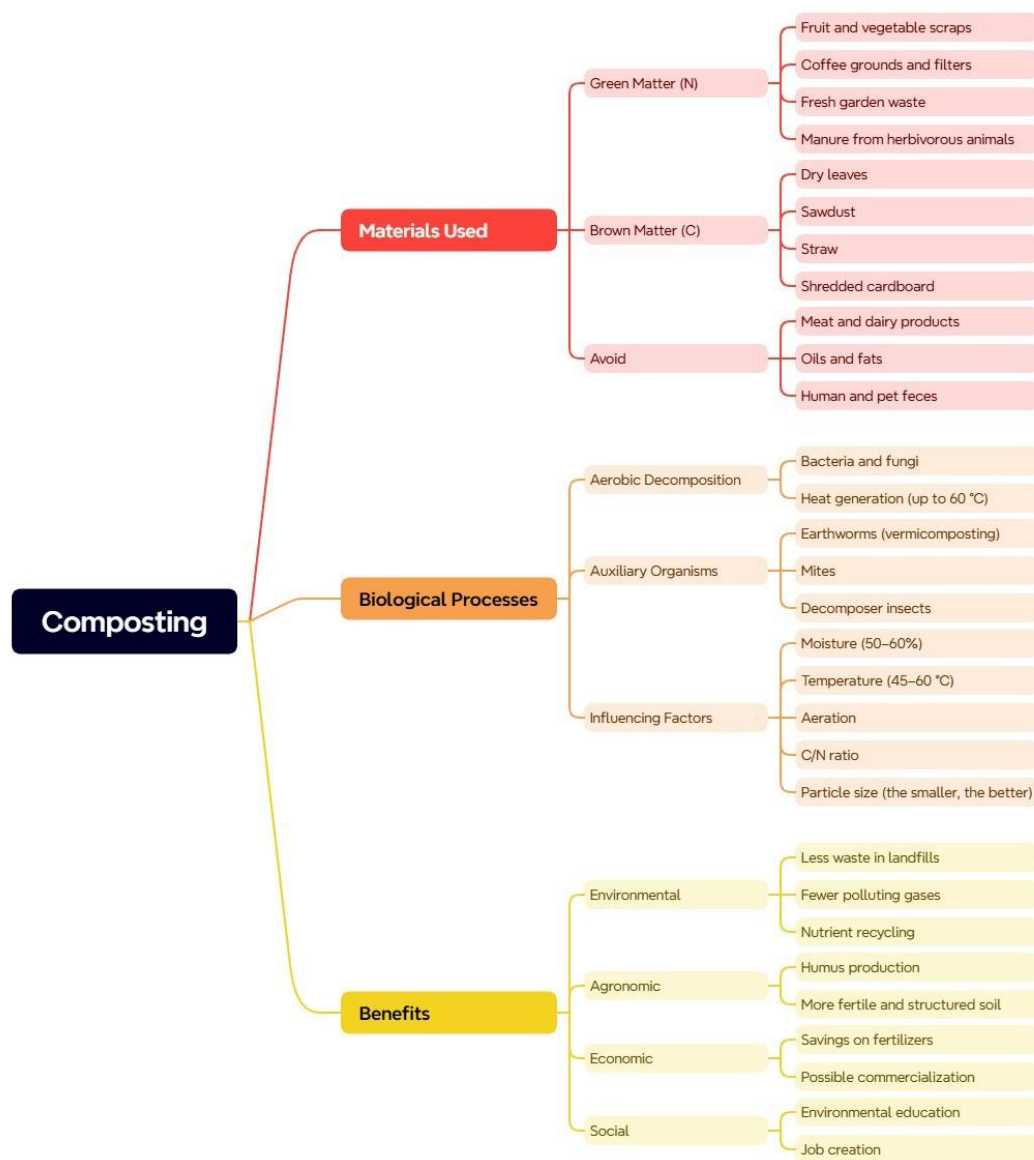 Composting
Materials Used
Green Matter (N)
Fruit and vegetable scraps
Coffee grounds and filters
Fresh garden waste
Manure from herbivorous animals
Brown Matter (C)
Dry leaves
Sawdust
Straw
Shredded cardboard
Avoid
Meat and dairy products
Oils and fats
Human and pet feces
Biological Processes
Aerobic Decomposition
Bacteria and fungi
Heat generation (up to 60 °C)
Auxiliary Organisms
Earthworms (vermicomposting)
Mites
Decomposer insects
Influencing Factors
Moisture (50–60%)
Temperature (45–60 °C)
Aeration
C/N ratio
Particle size (the smaller, the better)
Benefits
Environmental
Less waste in landfills
Fewer polluting gases
Nutrient recycling
Agronomic
Humus production
More fertile and structured soil
Economic
Savings on fertilizers
Possible commercialization
Social
Environmental education
Job creation